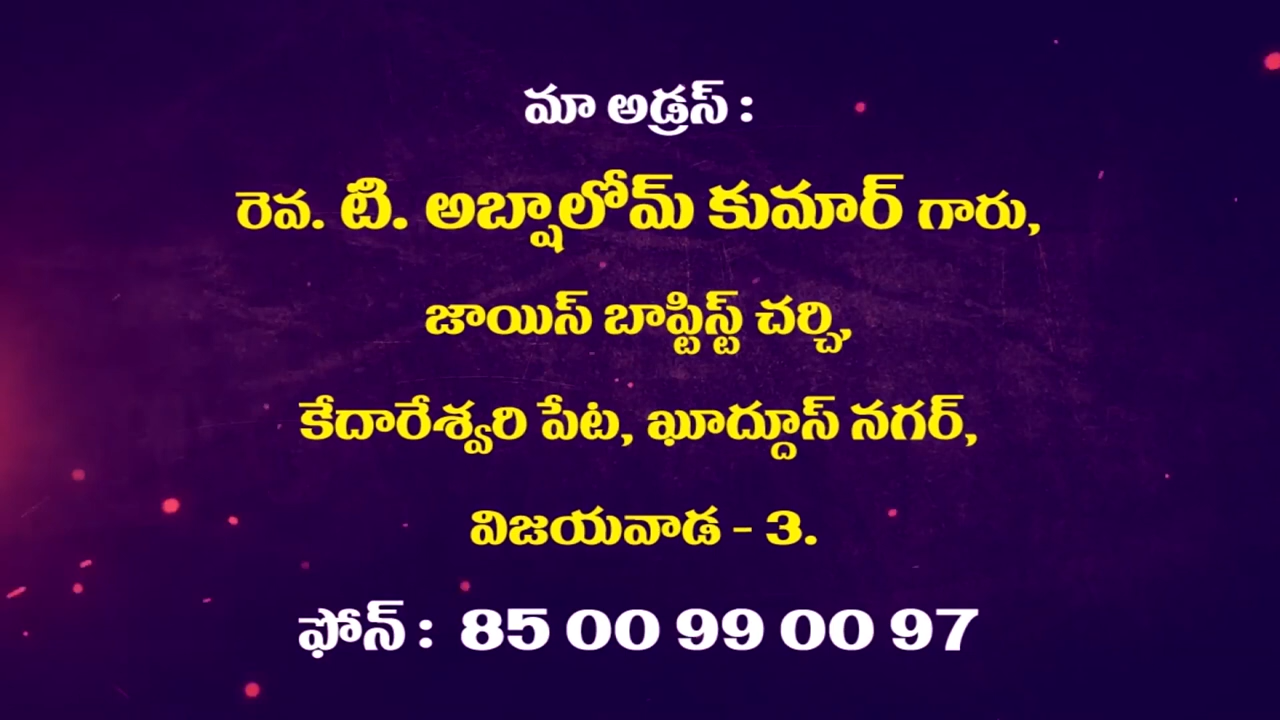 మా అడ్రస్ :
రెవ. టి. అబ్షాలోమ్ కుమార్ గారు,
జాయిస్ బాప్టిస్ట్ చర్చి,
కేదారేశ్వరి పేట, ఖూద్దూస్ నగర్,
విజయవాడ - 3.
ఫోన్ : 85 00 99 00 97